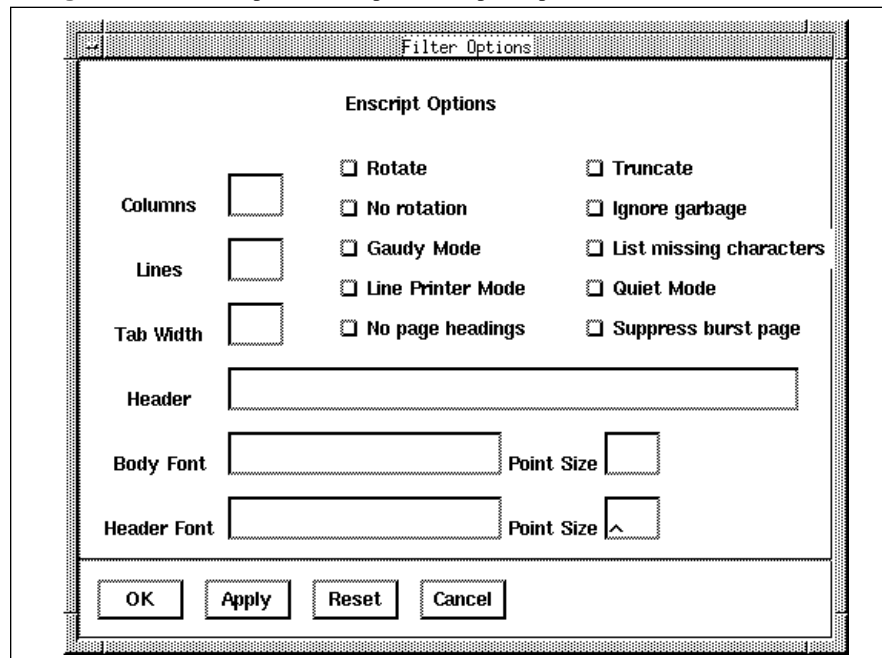 Filter Options
Enscript Options
Rotate Truncate
Columns No rotation Ignore garbage
Gaudy Mode List missing characters
Lines
Line Printer Mode Quiet Mode
Tab Width No page headings Suppress burst page
Header
Body Font Point Size
Header Font Point Size ^
OK Apply Reset Cancel